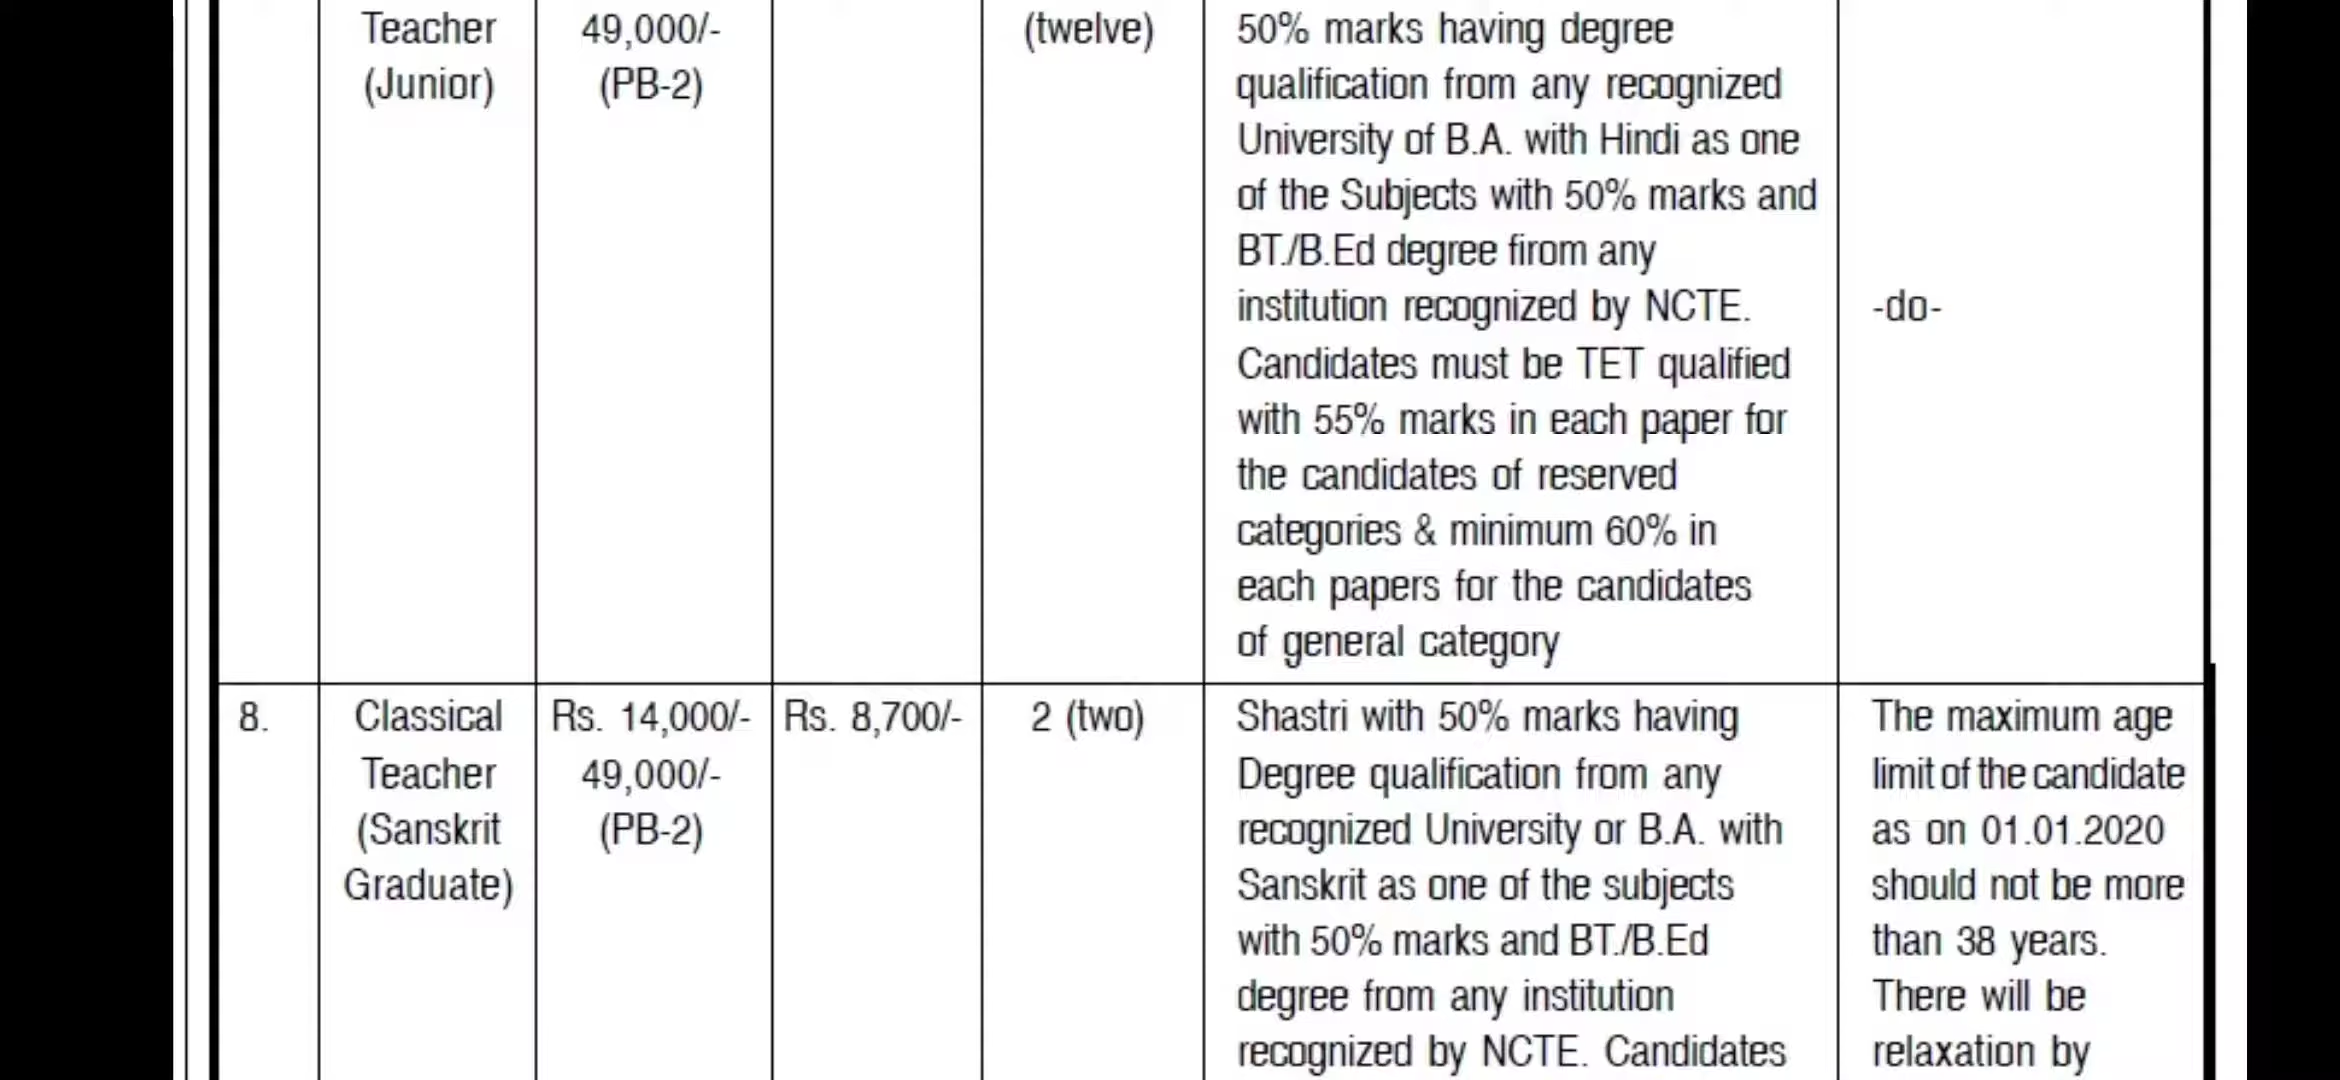 Teacher
(Junior)
49,000/-
(PB-2)
(twelve)
50% marks having degree
qualification from any recognized
University of B.A. with Hindi as one
of the Subjects with 50% marks and
BT./B.Ed degree firom any
institution recognized by NCTE.
Candidates must be TET qualified
with 55% marks in each paper for
the candidates of reserved
categories & minimum 60% in
each papers for the candidates
of general category
-do-
8.
Classical
Teacher
(Sanskrit
Graduate)
Rs. 14,000/-
49,000/-
(PB-2)
Rs. 8,700/-
2 (two)
Shastri with 50% marks having
Degree qualification from any
recognized University or B.A. with
Sanskrit as one of the subjects
with 50% marks and BT./B.Ed
degree from any institution
recognized by NCTE. Candidates
The maximum age
limit of the candidate
as on 01.01.2020
should not be more
than 38 years.
There will be
relaxation by